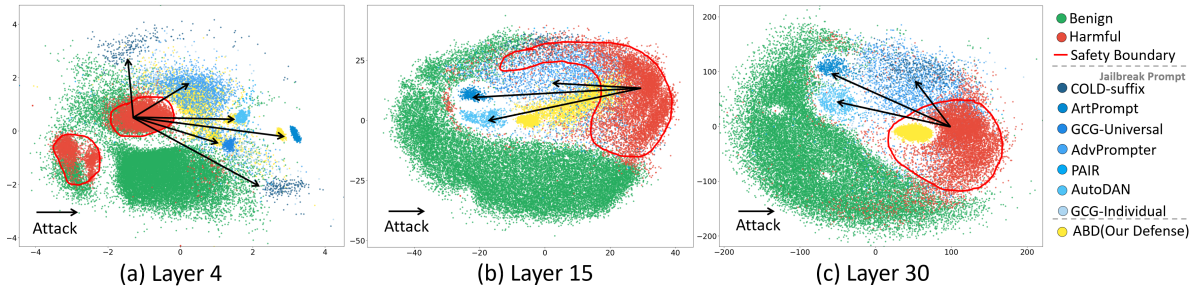 4
2
0
−2
−4
−4
−2
0
2
4
Attack
(a) Layer 4
25
0
−25
−50
−40
−20
0
20
40
Attack
(b) Layer 15
200
100
0
−100
−200
−200
−100
0
100
200
Attack
(c) Layer 30
Benign
Harmful
Safety Boundary
Jailbreak Prompt
COLD-suffix
ArtPrompt
GCG-Universal
AdvPrompter
PAIR
AutoDAN
GCG-Individual
ABD(Our Defense)